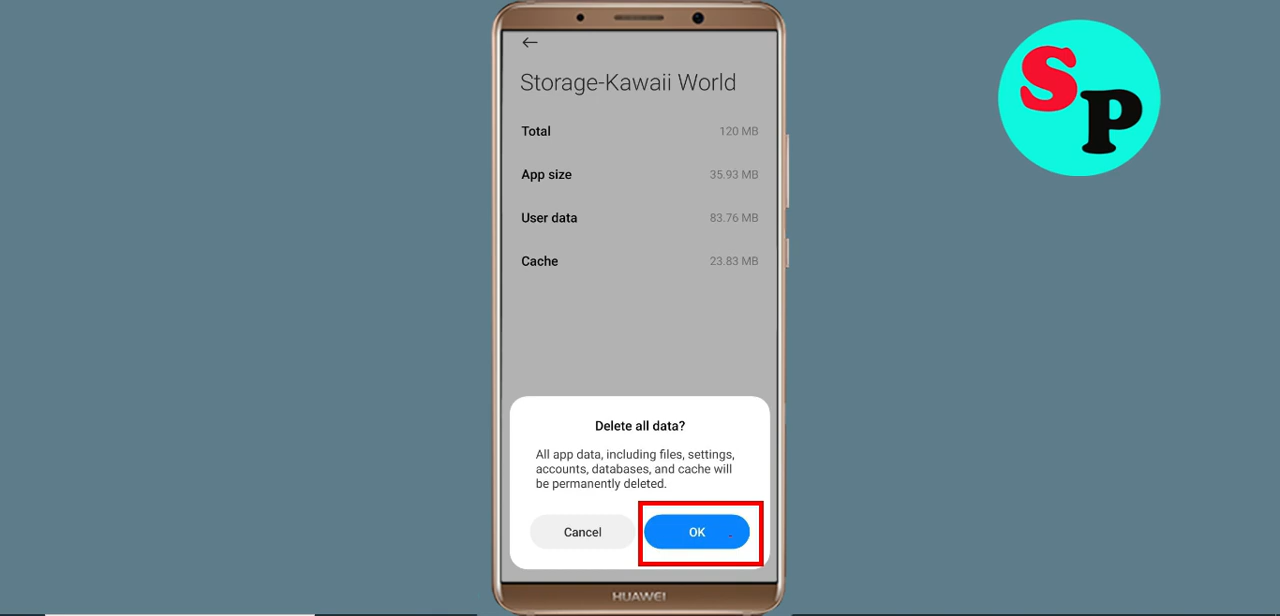 Storage-Kawaii World
Total 120 MB
App size 35.93 MB
User data 83.76 MB
Cache 23.83 MB
Delete all data?
All app data, including files, settings,
accounts, databases, and cache will
be permanently deleted.
Cancel OK
HUAWEI
S
P